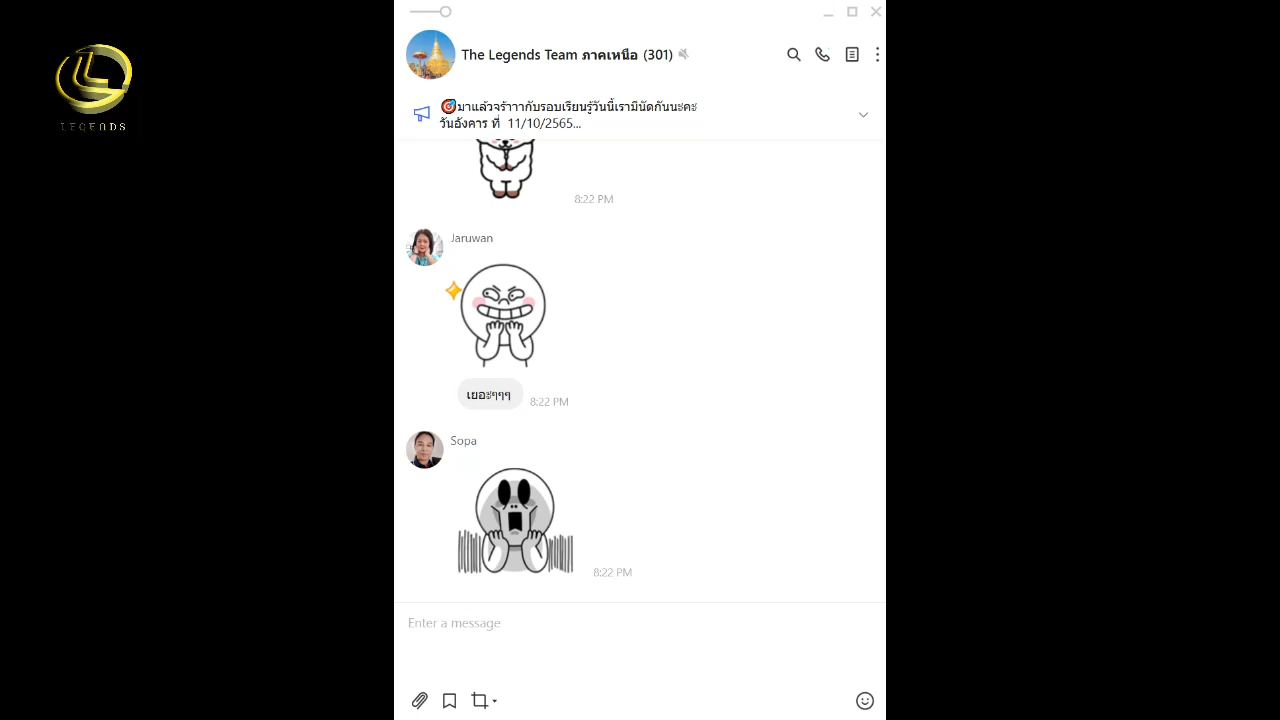 LEGENDS
The Legends Team ภาคเหนือ (301)
🎯มาแล้วจร้าาากับรอบเรียนรู้วันนี้เรามีนัดกันนะคะ
วันอังคาร ที่ 11/10/2565...
8:22 PM
Jaruwan
เยอะๆๆๆ
8:22 PM
Sopa
8:22 PM
Enter a message